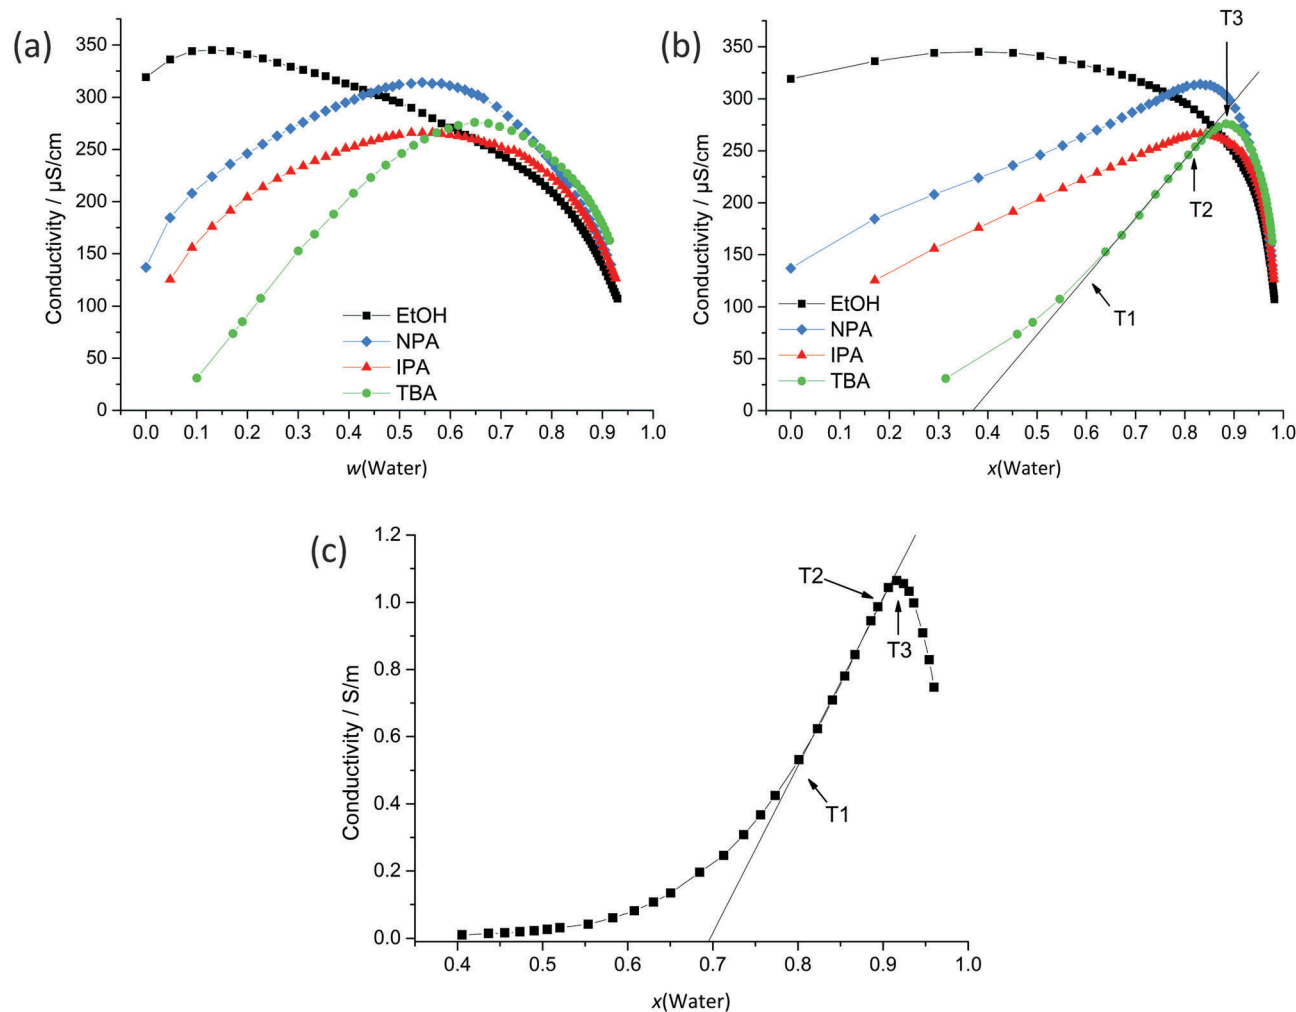 (a)
Conductivity / µS/cm
350
300
250
200
150
100
50
0
EtOH
NPA
IPA
TBA
0.0 0.1 0.2 0.3 0.4 0.5 0.6 0.7 0.8 0.9 1.0
w(Water)
(b)
Conductivity / µS/cm
350
300
250
200
150
100
50
0
T3
T2
T1
EtOH
NPA
IPA
TBA
0.0 0.1 0.2 0.3 0.4 0.5 0.6 0.7 0.8 0.9 1.0
x(Water)
(c)
Conductivity / S/m
1.2
1.0
0.8
0.6
0.4
0.2
0.0
T2
T3
T1
0.4 0.5 0.6 0.7 0.8 0.9 1.0
x(Water)